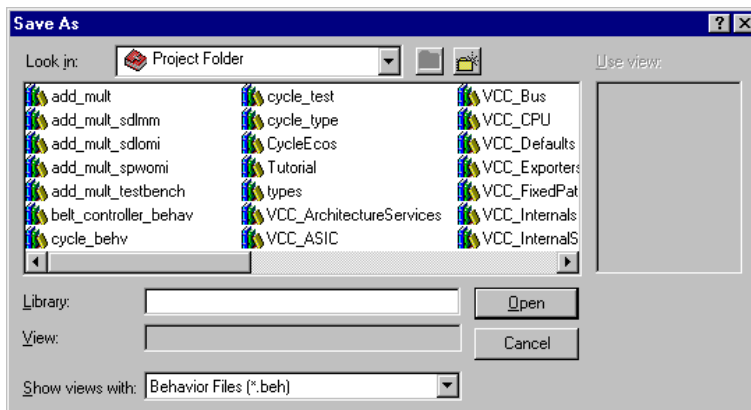 Save As
Look in: Project Folder Use view:
add_mult cycle_test VCC_Bus
add_mult_sdlmm cycle_type VCC_CPU
add_mult_sdlomi CycleEcos VCC_Defaults
add_mult_spwomi Tutorial VCC_Exporters
add_mult_testbench types VCC_FixedPat
belt_controller_behav VCC_ArchitectureServices VCC_Internals
cycle_behv VCC_ASIC VCC_InternalS
Library: Open
View: Cancel
Show views with: Behavior Files (*.beh)